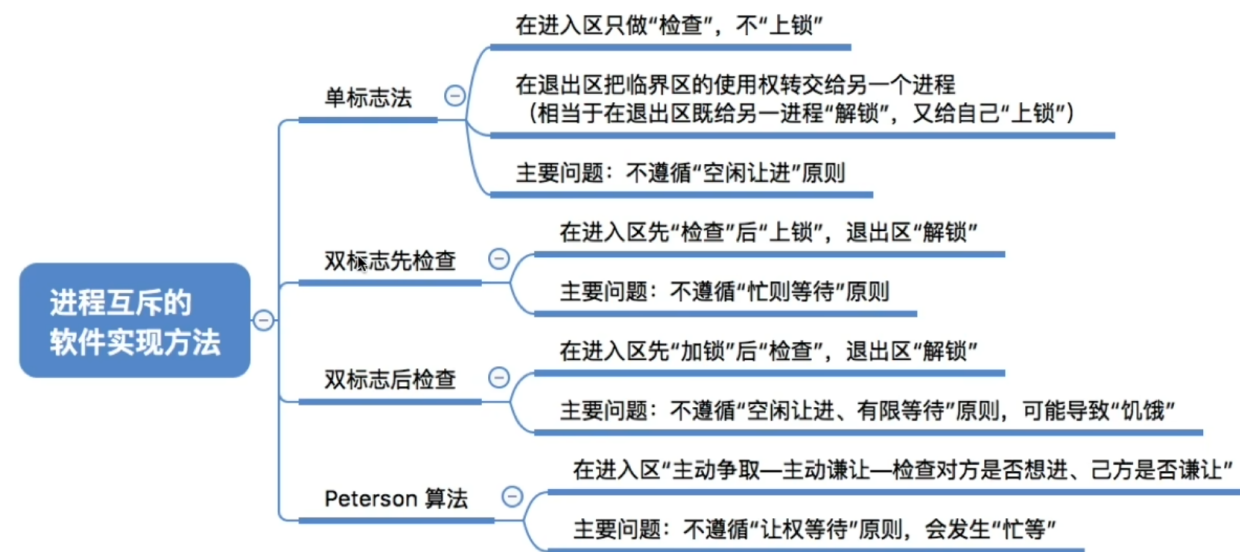 进程互斥的
软件实现方法
单标志法
在进入区只做“检查”，不“上锁”
在退出区把临界区的使用权转交给另一个进程
（相当于在退出区既给另一进程“解锁”，又给自己“上锁”）
主要问题：不遵循“空闲让进”原则
双标志先检查
在进入区先“检查”后“上锁”，退出区“解锁”
主要问题：不遵循“忙则等待”原则
双标志后检查
在进入区先“加锁”后“检查”，退出区“解锁”
主要问题：不遵循“空闲让进、有限等待”原则，可能导致“饥饿”
Peterson 算法
在进入区“主动争取—主动谦让—检查对方是否想进、己方是否谦让”
主要问题：不遵循“让权等待”原则，会发生“忙等”